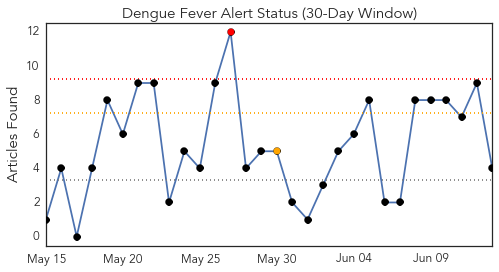 Dengue Fever Alert Status (30-Day Window)
Articles Found
12
10
8
6
4
2
0
May 15
May 20
May 25
May 30
Jun 04
Jun 09